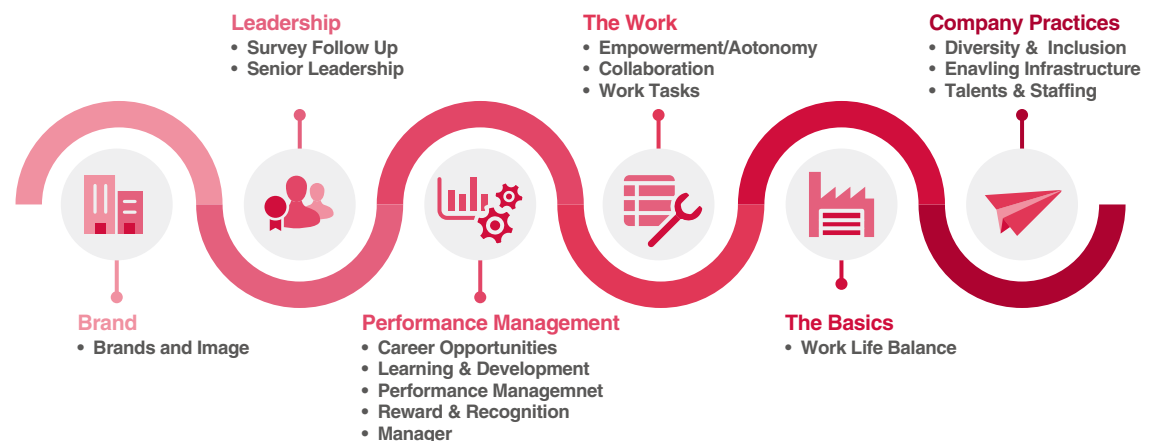 Leadership
• Survey Follow Up
• Senior Leadership
The Work
• Empowerment/Aotonomy
• Collaboration
• Work Tasks
Company Practices
• Diversity & Inclusion
• Enavling Infrastructure
• Talents & Staffing
Brand
• Brands and Image
Performance Management
• Career Opportunities
• Learning & Development
• Performance Managemnet
• Reward & Recognition
• Manager
The Basics
• Work Life Balance